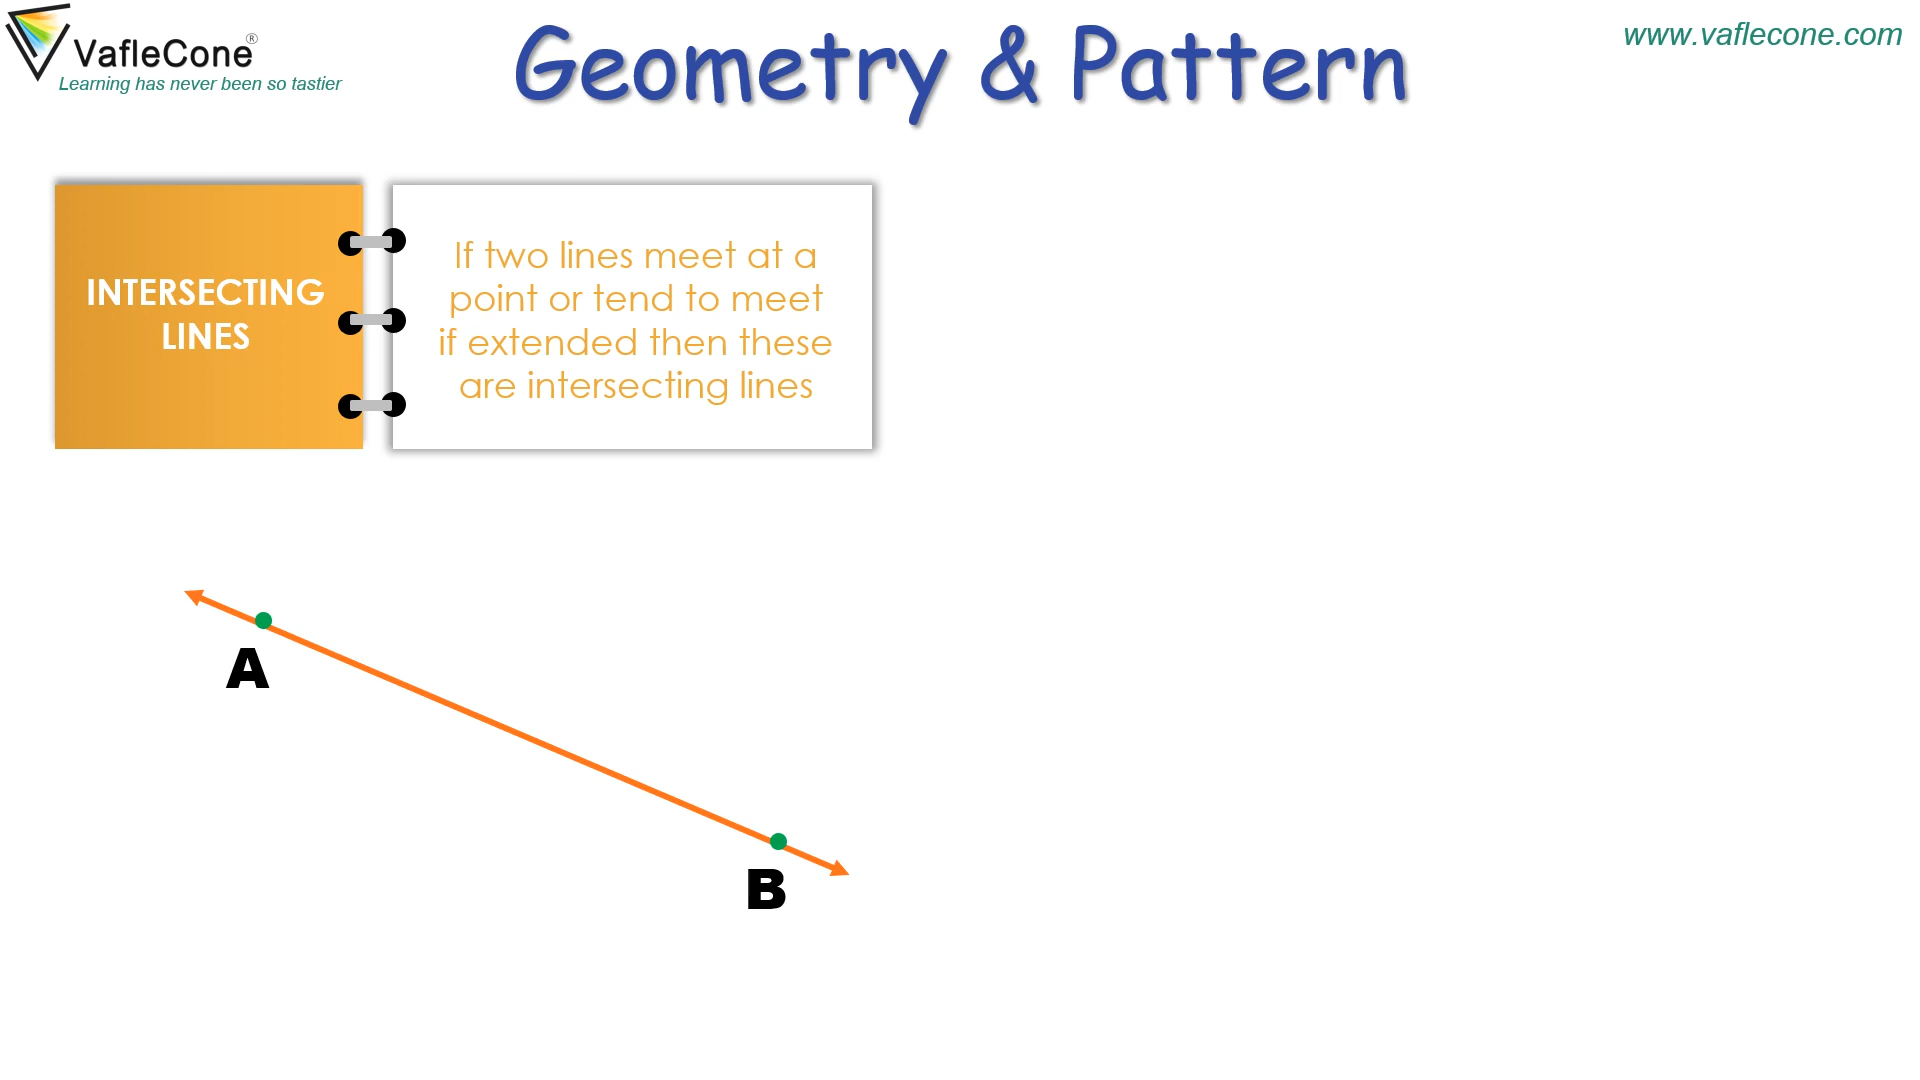 VafleCone®
Learning has never been so tastier
Geometry & Pattern
www.vaflecone.com
INTERSECTING
LINES
If two lines meet at a
point or tend to meet
if extended then these
are intersecting lines
A
B